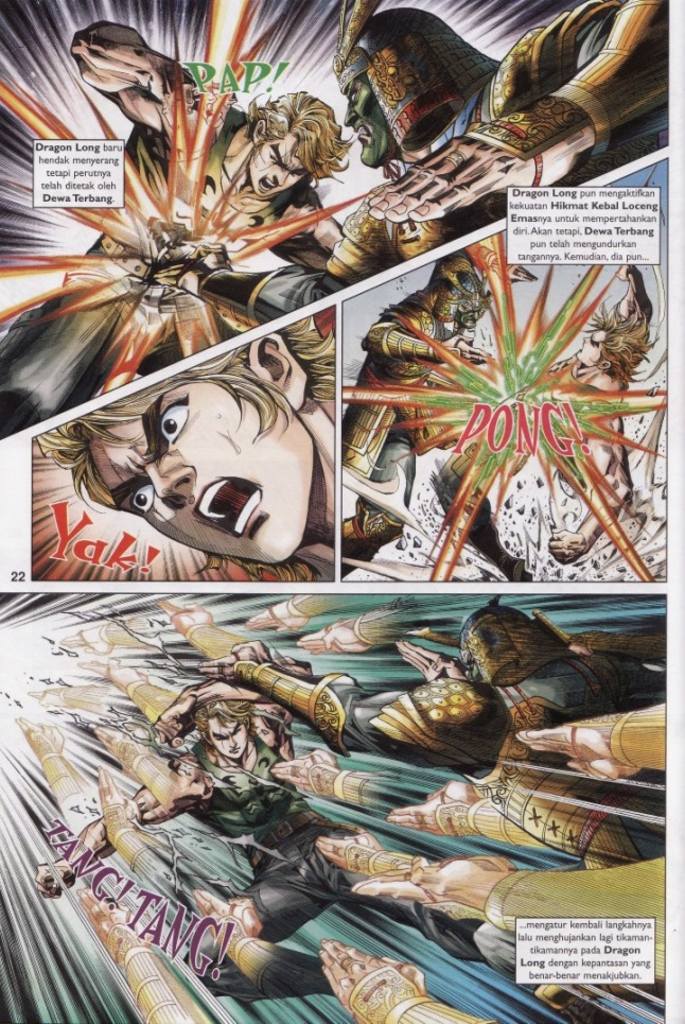 PAP!
Dragon Long baru
hendak menyerang
tetapi perutnya
telah ditetak oleh
Dewa Terbang.
Dragon Long pun mengaktifkan
kekuatan Hikmat Kebal Loceng
Emasnya untuk mempertahankan
diri. Akan tetapi, Dewa Terbang
pun telah mengundurkan
tangannya. Kemudian, dia pun...
Yak!
PONG!
22
TANG! TANG!
...mengatur kembali langkahnya
lalu menghujankan lagi tikaman-
tikamannya pada Dragon
Long dengan kepantasan yang
benar-benar menakjubkan.